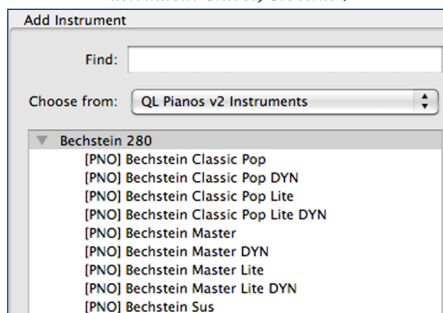 Add Instrument
Find:
Choose from: QL Pianos v2 Instruments
Bechstein 280
[PNO] Bechstein Classic Pop
[PNO] Bechstein Classic Pop DYN
[PNO] Bechstein Classic Pop Lite
[PNO] Bechstein Classic Pop Lite DYN
[PNO] Bechstein Master
[PNO] Bechstein Master DYN
[PNO] Bechstein Master Lite
[PNO] Bechstein Master Lite DYN
[PNO] Bechstein Sus